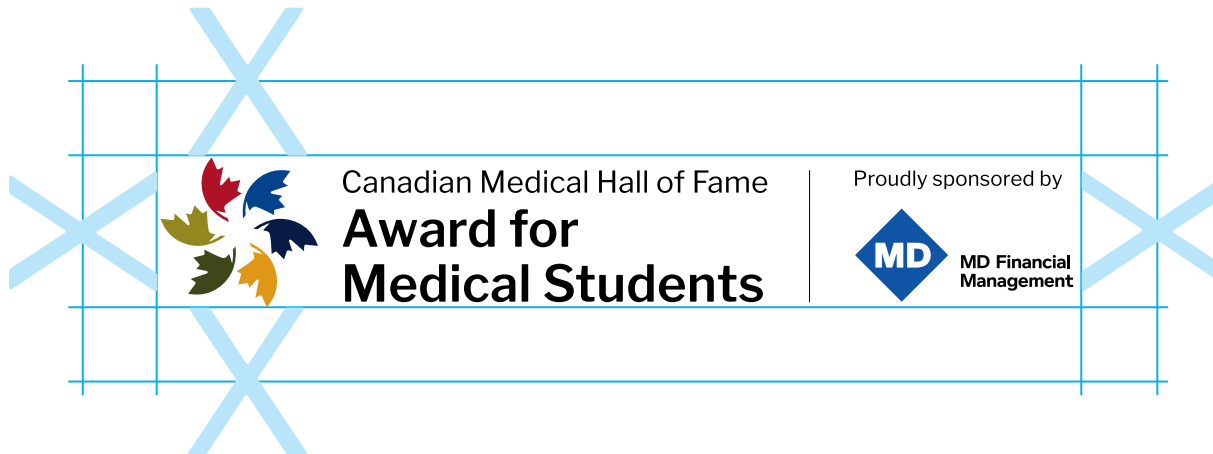 Canadian Medical Hall of Fame
Award for
Medical Students
Proudly sponsored by
MD
MD Financial
Management